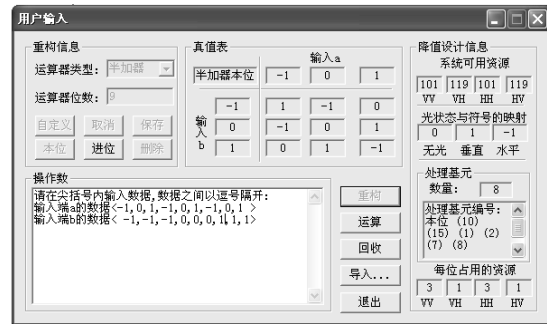 用户输入
重构信息
运算器类型: 半加器
运算器位数: 9
自定义 取消 保存
本位 进位 删除
真值表
输入a
半加器本位 -1 0 1
输入b
-1 1 -1 0
0 -1 0 1
1 0 1 -1
操作数
请在尖括号内输入数据,数据之间以逗号隔开:
输入端a的数据<-1,0,1,-1,0,1,-1,0,1 >
输入端b的数据< -1,-1,-1,0,0,0,1,1,1>
重构
运算
回收
导入...
退出
降值设计信息
系统可用资源
101 119 101 119
VV VH HH HV
光状态与符号的映射
0 1 -1
无光 垂直 水平
处理基元
数量: 8
处理基元编号:
本位 (10)
(15) (1) (2)
(7) (8)
每位占用的资源
3 1 3 1
VV VH HH HV